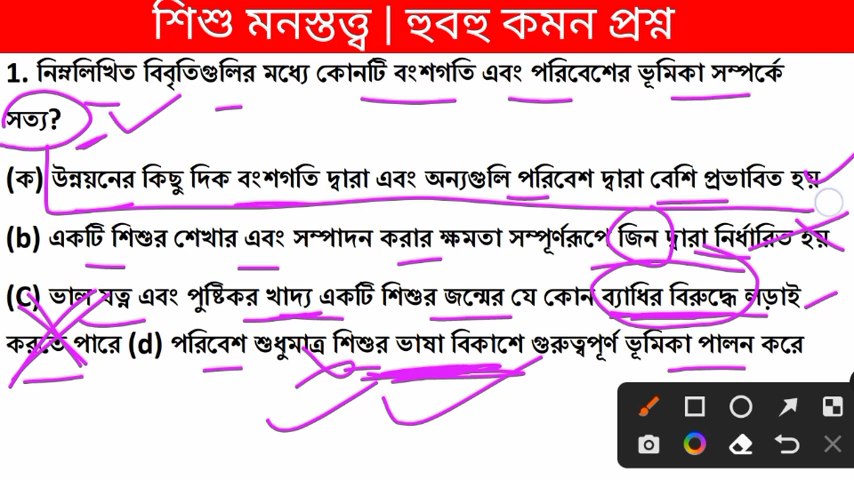 শিশু মনস্তত্ত্ব | হুবহু কমন প্রশ্ন
1. নিম্নলিখিত বিবৃতিগুলির মধ্যে কোনটি বংশগতি এবং পরিবেশের ভূমিকা সম্পর্কে
সত্য?
(ক) উন্নয়নের কিছু দিক বংশগতি দ্বারা এবং অন্যগুলি পরিবেশ দ্বারা বেশি প্রভাবিত হয়
(b) একটি শিশুর শেখার এবং সম্পাদন করার ক্ষমতা সম্পূর্ণরূপে জিন দ্বারা নির্ধারিত হয়
(C) ভাল যত্ন এবং পুষ্টিকর খাদ্য একটি শিশুর জন্মের যে কোন ব্যাধির বিরুদ্ধে লড়াই
করতে পারে (d) পরিবেশ শুধুমাত্র শিশুর ভাষা বিকাশে গুরুত্বপূর্ণ ভূমিকা পালন করে